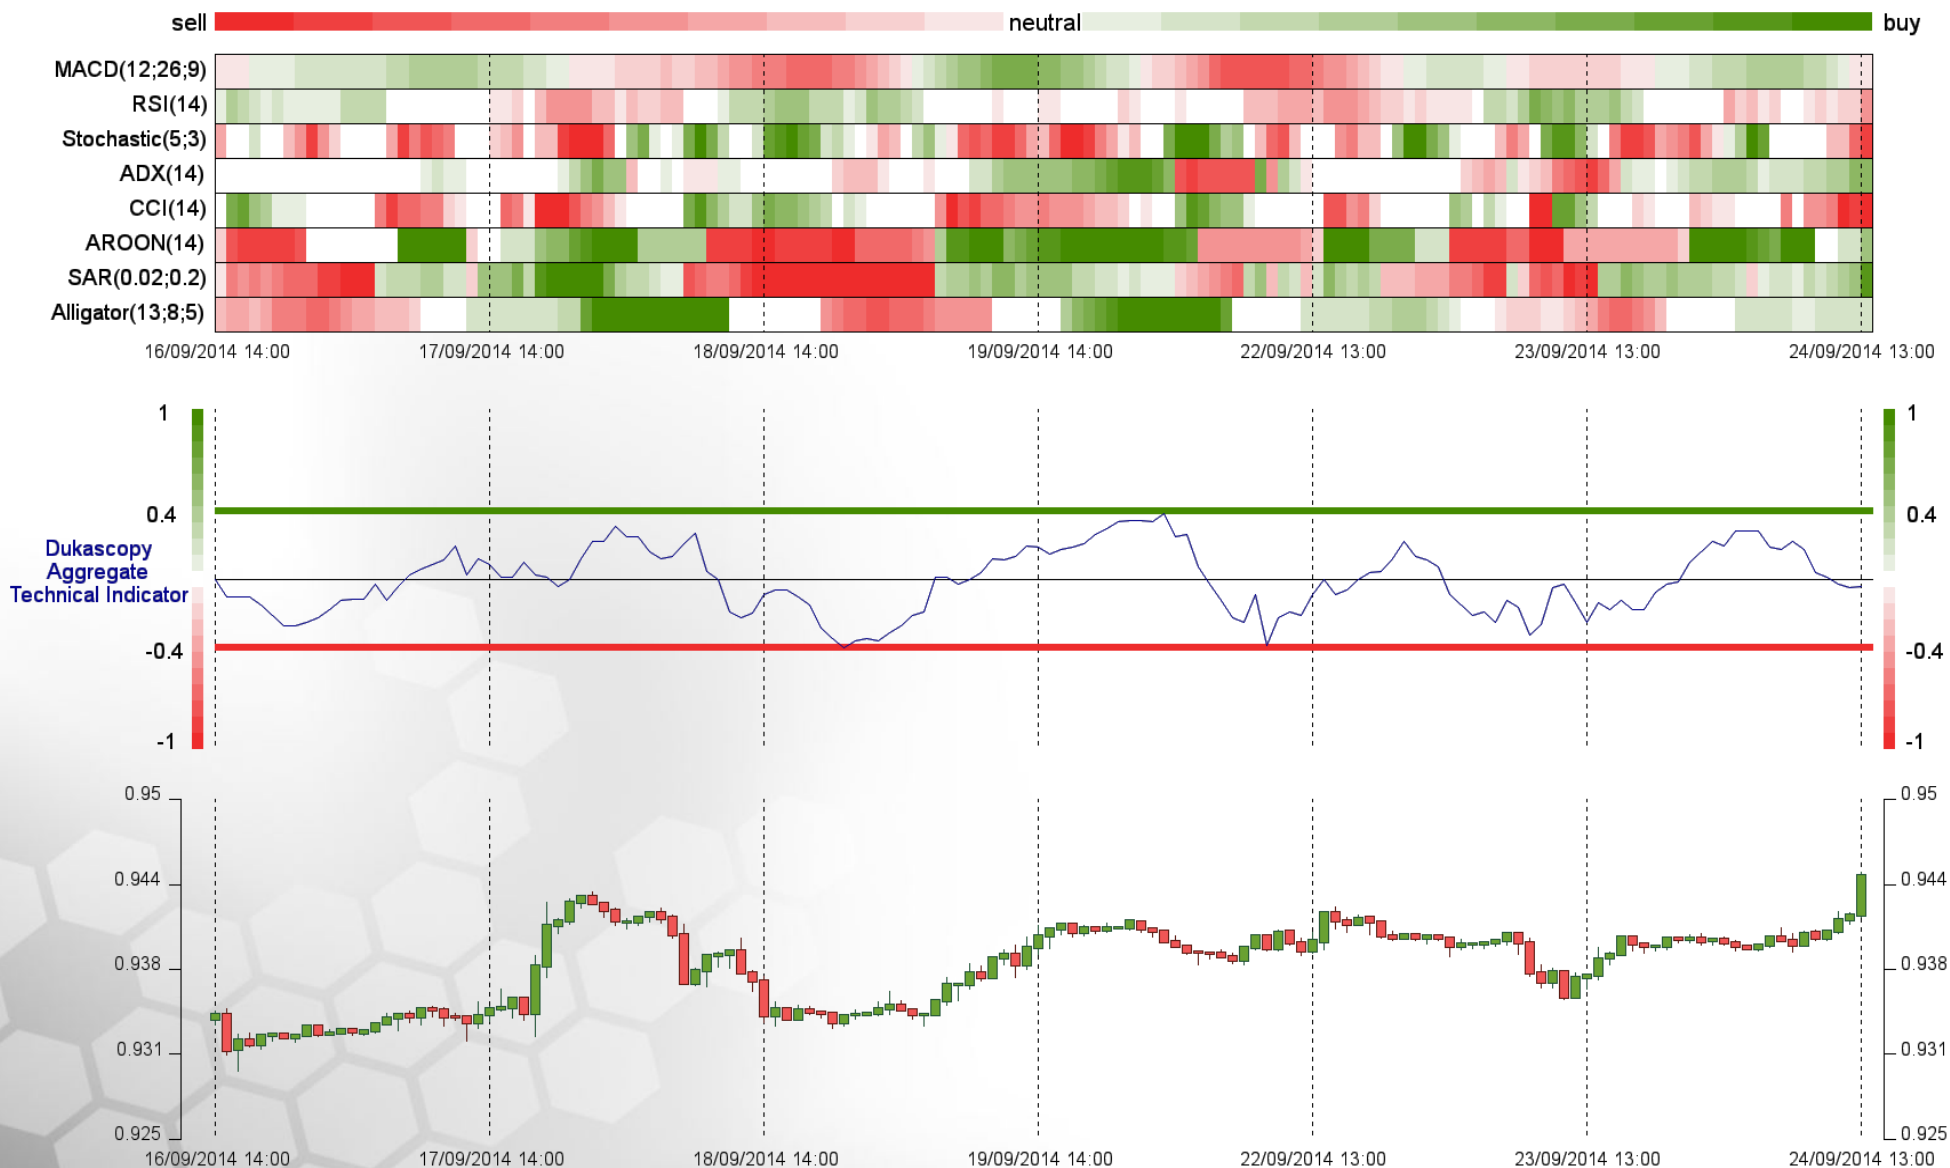 sell neutral buy
MACD(12;26;9)
RSI(14)
Stochastic(5;3)
ADX(14)
CCI(14)
AROON(14)
SAR(0.02;0.2)
Alligator(13;8;5)
16/09/2014 14:00 17/09/2014 14:00 18/09/2014 14:00 19/09/2014 14:00 22/09/2014 13:00 23/09/2014 13:00 24/09/2014 13:00
1 1
0.4 0.4
Dukascopy
Aggregate
Technical Indicator
-0.4 -0.4
-1 -1
0.95 0.95
0.944 0.944
0.938 0.938
0.931 0.931
0.925 0.925
16/09/2014 14:00 17/09/2014 14:00 18/09/2014 14:00 19/09/2014 14:00 22/09/2014 13:00 23/09/2014 13:00 24/09/2014 13:00